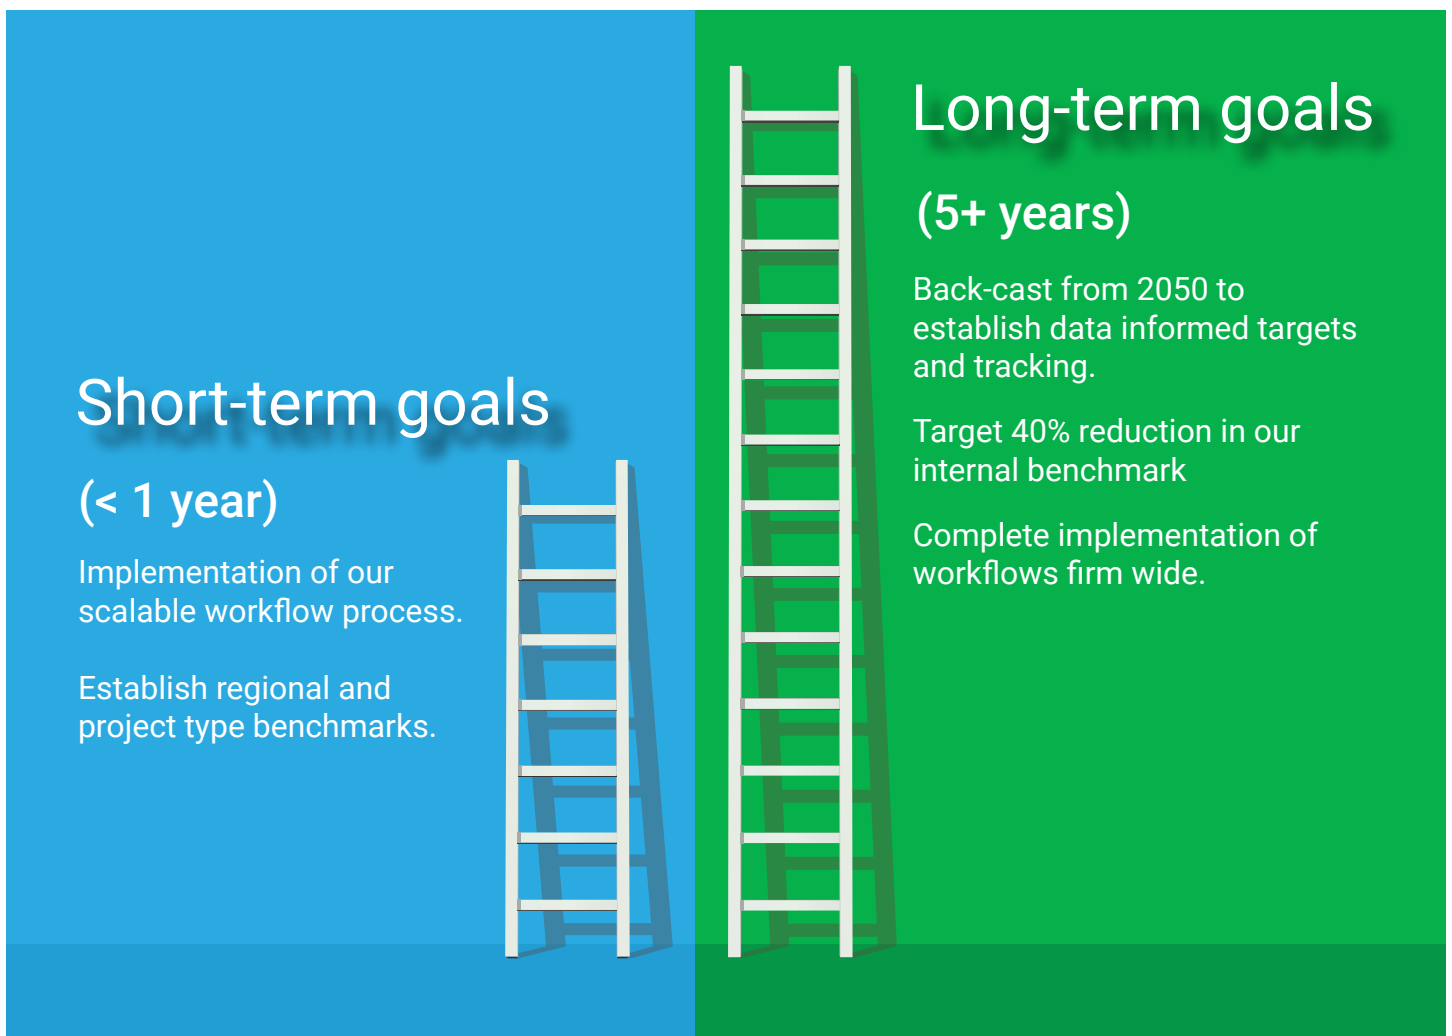 Short-term goals
(< 1 year)
Implementation of our
scalable workflow process.
Establish regional and
project type benchmarks.
Long-term goals
(5+ years)
Back-cast from 2050 to
establish data informed targets
and tracking.
Target 40% reduction in our
internal benchmark
Complete implementation of
workflows firm wide.